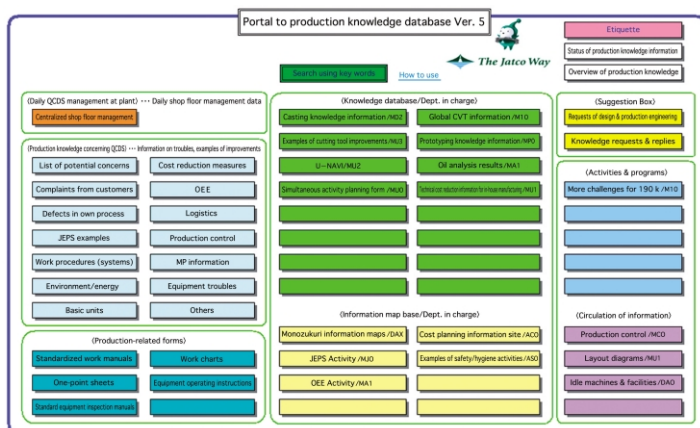 Portal to production knowledge database Ver. 5
Etiquette
Status of production knowledge information
Overview of production knowledge
The Jatco Way
Search using key words
How to use
(Daily QCDS management at plant) ··· Daily shop floor management data
Centralized shop floor management
(Production knowledge concerning QCDS) ··· Information on troubles, examples of improvements
List of potential concerns
Cost reduction measures
Complaints from customers
OEE
Defects in own process
Logistics
JEPS examples
Production control
Work procedures (systems)
MP information
Environment/energy
Equipment troubles
Basic units
Others
(Production-related forms)
Standardized work manuals
Work charts
One-point sheets
Equipment operating instructions
Standard equipment inspection manuals
(Knowledge database/Dept. in charge)
Casting knowledge information/MD2
Global CVT information/M10
Examples of cutting tool improvements/MU3
Prototyping knowledge information/MP0
U-NAVI/MU2
Oil analysis results/MA1
Simultaneous activity planning form/MU0
Technical cost reduction information for in-house manufacturing/MU1
(Information map base/Dept. in charge)
Monozukuri information maps/DAX
Cost planning information site/ACO
JEPS Activity/MJ0
Examples of safety/hygiene activities/ASO
OEE Activity/MA1
(Suggestion Box)
Requests of design & production engineering
Knowledge requests & replies
(Activities & programs)
More challenges for 190 k/M10
(Circulation of information)
Production control/MC0
Layout diagrams/MU1
Idle machines & facilities/DAO